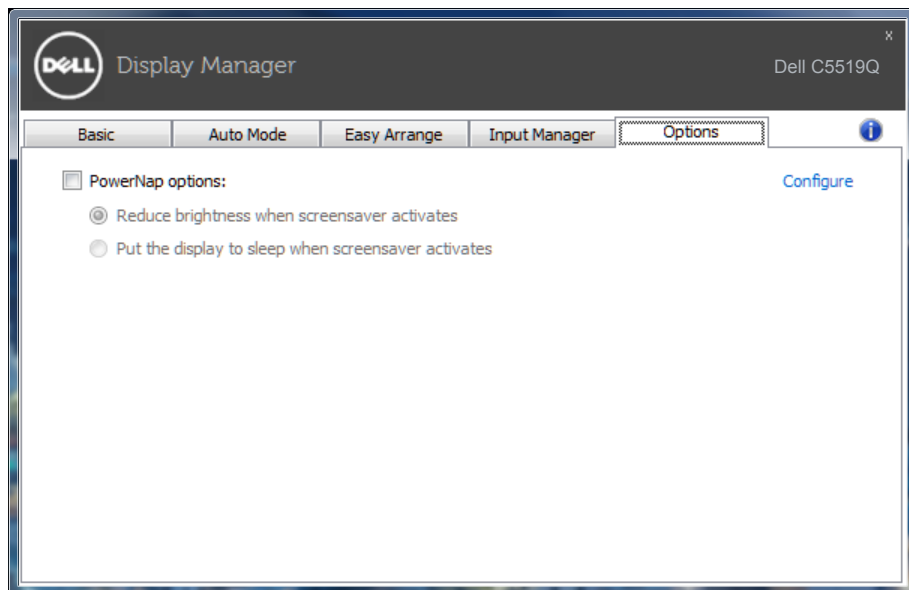 X
DELL Display Manager
Dell C5519Q
Basic Auto Mode Easy Arrange Input Manager Options i
PowerNap options: Configure
Reduce brightness when screensaver activates
Put the display to sleep when screensaver activates